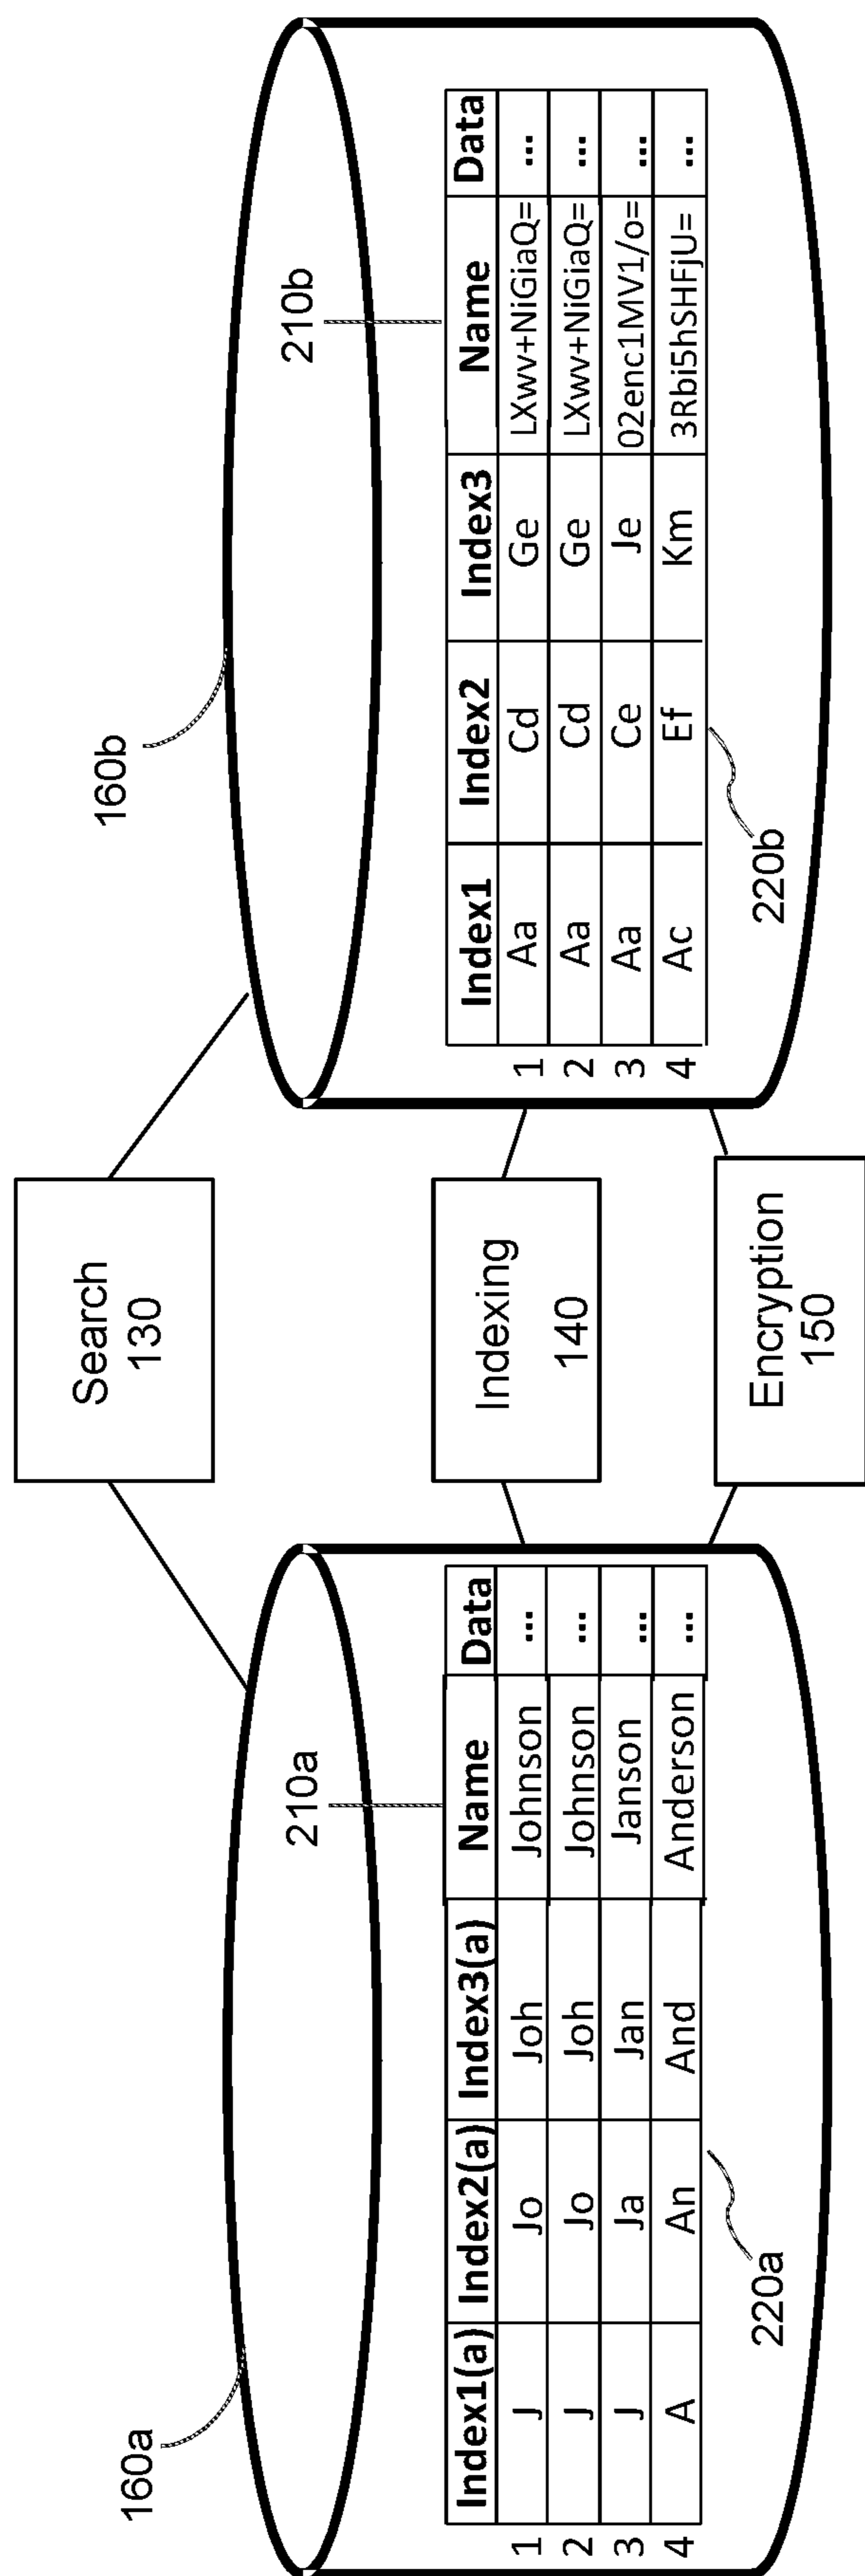 160a
160b
Search
130
210a
210b
Index1(a) Index2(a) Index3(a) Name Data
1 J Jo Joh Johnson ...
2 J Jo Joh Johnson ...
3 J Ja Jan Janson ...
4 A An And Anderson ...
220a
Indexing
140
Encryption
150
Index1 Index2 Index3 Name Data
1 Aa Cd Ge LXwv+NiGiaQ= ...
2 Aa Cd Ge LXwv+NiGiaQ= ...
3 Aa Ce Je 02enc1MV1/o= ...
4 Ac Ef Km 3Rbi5hSHFjU= ...
220b